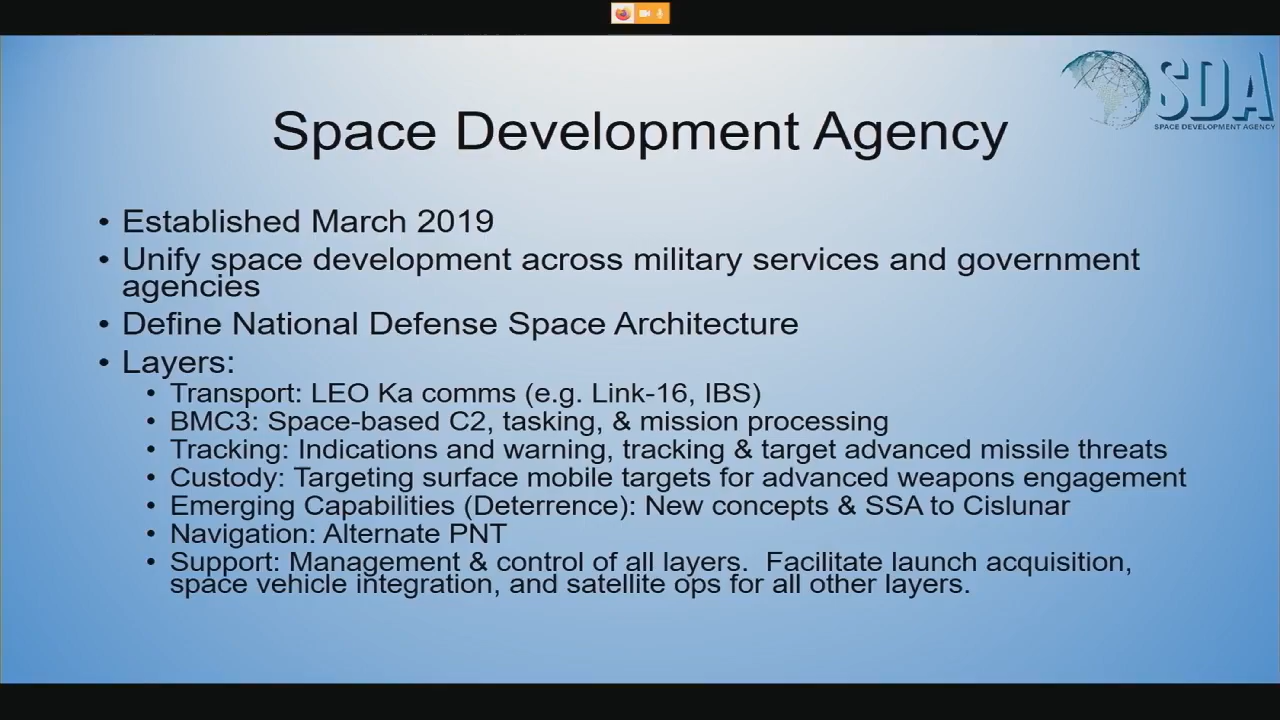 SDA
SPACE DEVELOPMENT AGENCY
Space Development Agency
• Established March 2019
• Unify space development across military services and government
agencies
• Define National Defense Space Architecture
• Layers:
• Transport: LEO Ka comms (e.g. Link-16, IBS)
• BMC3: Space-based C2, tasking, & mission processing
• Tracking: Indications and warning, tracking & target advanced missile threats
• Custody: Targeting surface mobile targets for advanced weapons engagement
• Emerging Capabilities (Deterrence): New concepts & SSA to Cislunar
• Navigation: Alternate PNT
• Support: Management & control of all layers.  Facilitate launch acquisition,
space vehicle integration, and satellite ops for all other layers.